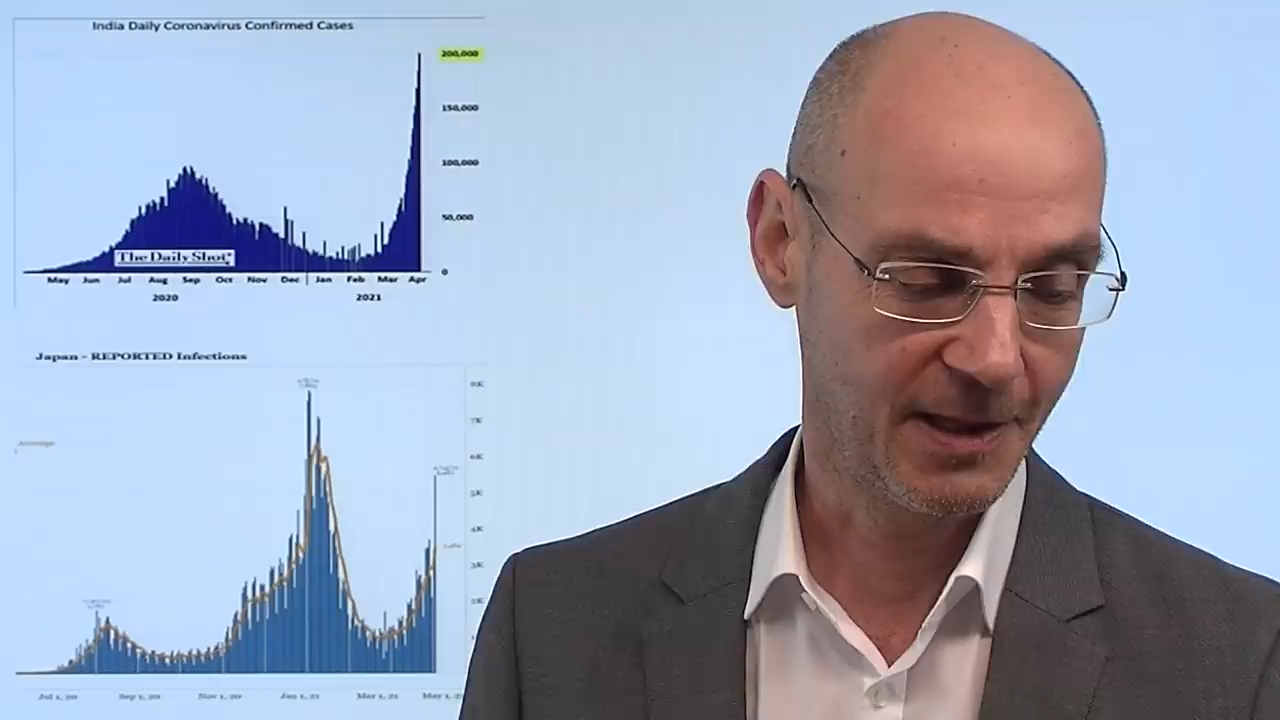 India Daily Coronavirus Confirmed Cases
200,000
150,000
100,000
50,000
0
The Daily Shot
May Jun Jul Aug Sep Oct Nov Dec Jan Feb Mar Apr
2020 2021
Japan - REPORTED Infections
8K
7K
6K
5K
4K
3K
2K
1
Jul 1, 20 Sep 1, 20 Nov 1, 20 Jan 1, 21 Mar 1, 21 May 1, 2